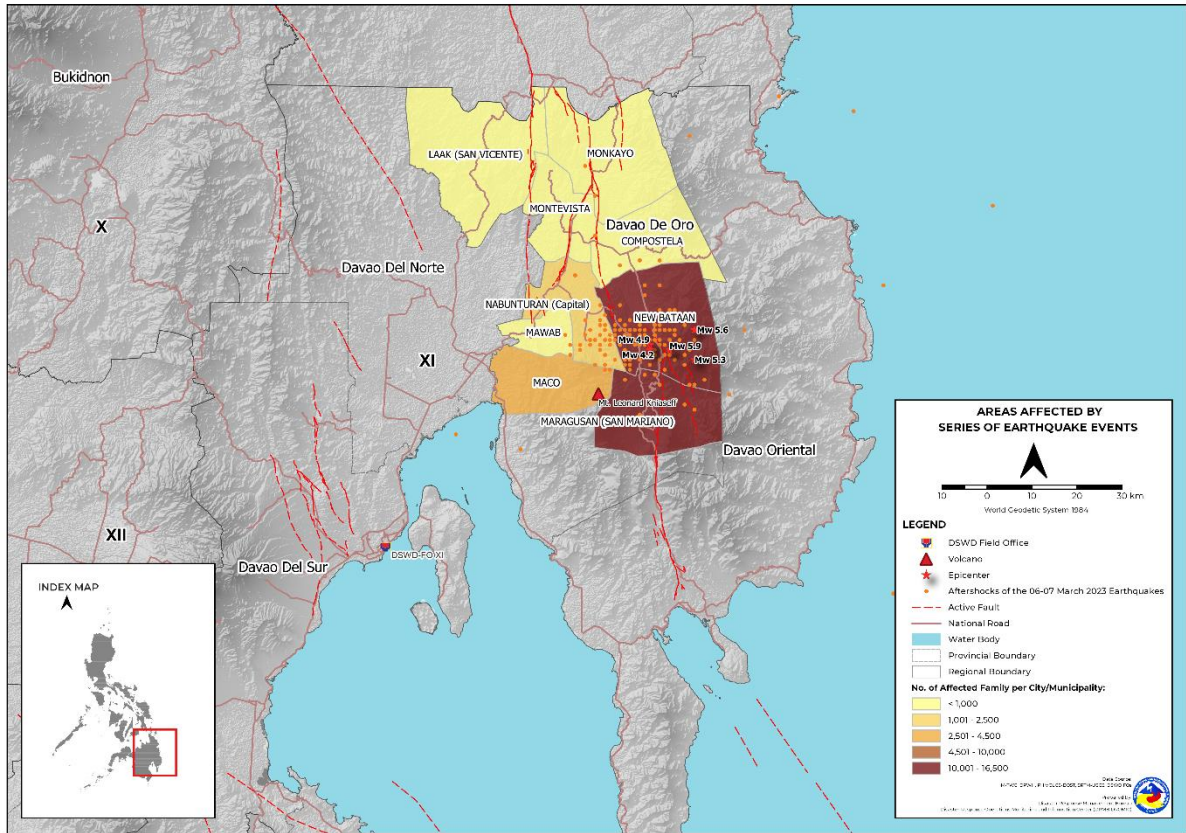 Bukidnon
LAAK (SAN VICENTE)
MONKAYO
MONTEVISTA
X
Davao De Oro
COMPOSTELA
Davao Del Norte
NABUNTURAN (Capital)
NEW BATAAN
Mw 5.6
MAWAB
Mw 4.9
Mw 5.9
XI
Mw 4.2
Mw 5.3
MACO
Mt. Leonard Kniaseff
MARAGUSAN (SAN MARIANO)
Davao Oriental
XII
DSWD-FO XI
Davao Del Sur
INDEX MAP
AREAS AFFECTED BY
SERIES OF EARTHQUAKE EVENTS
10 0 10 20 30 km
World Geodetic System 1984
LEGEND
DSWD Field Office
Volcano
Epicenter
Aftershocks of the 06-07 March 2023 Earthquakes
Active Fault
National Road
Water Body
Provincial Boundary
Regional Boundary
No. of Affected Family per City/Municipality:
< 1,000
1,001 - 2,500
2,501 - 4,500
4,501 - 10,000
10,001 - 16,500
Data Source
Prepared by